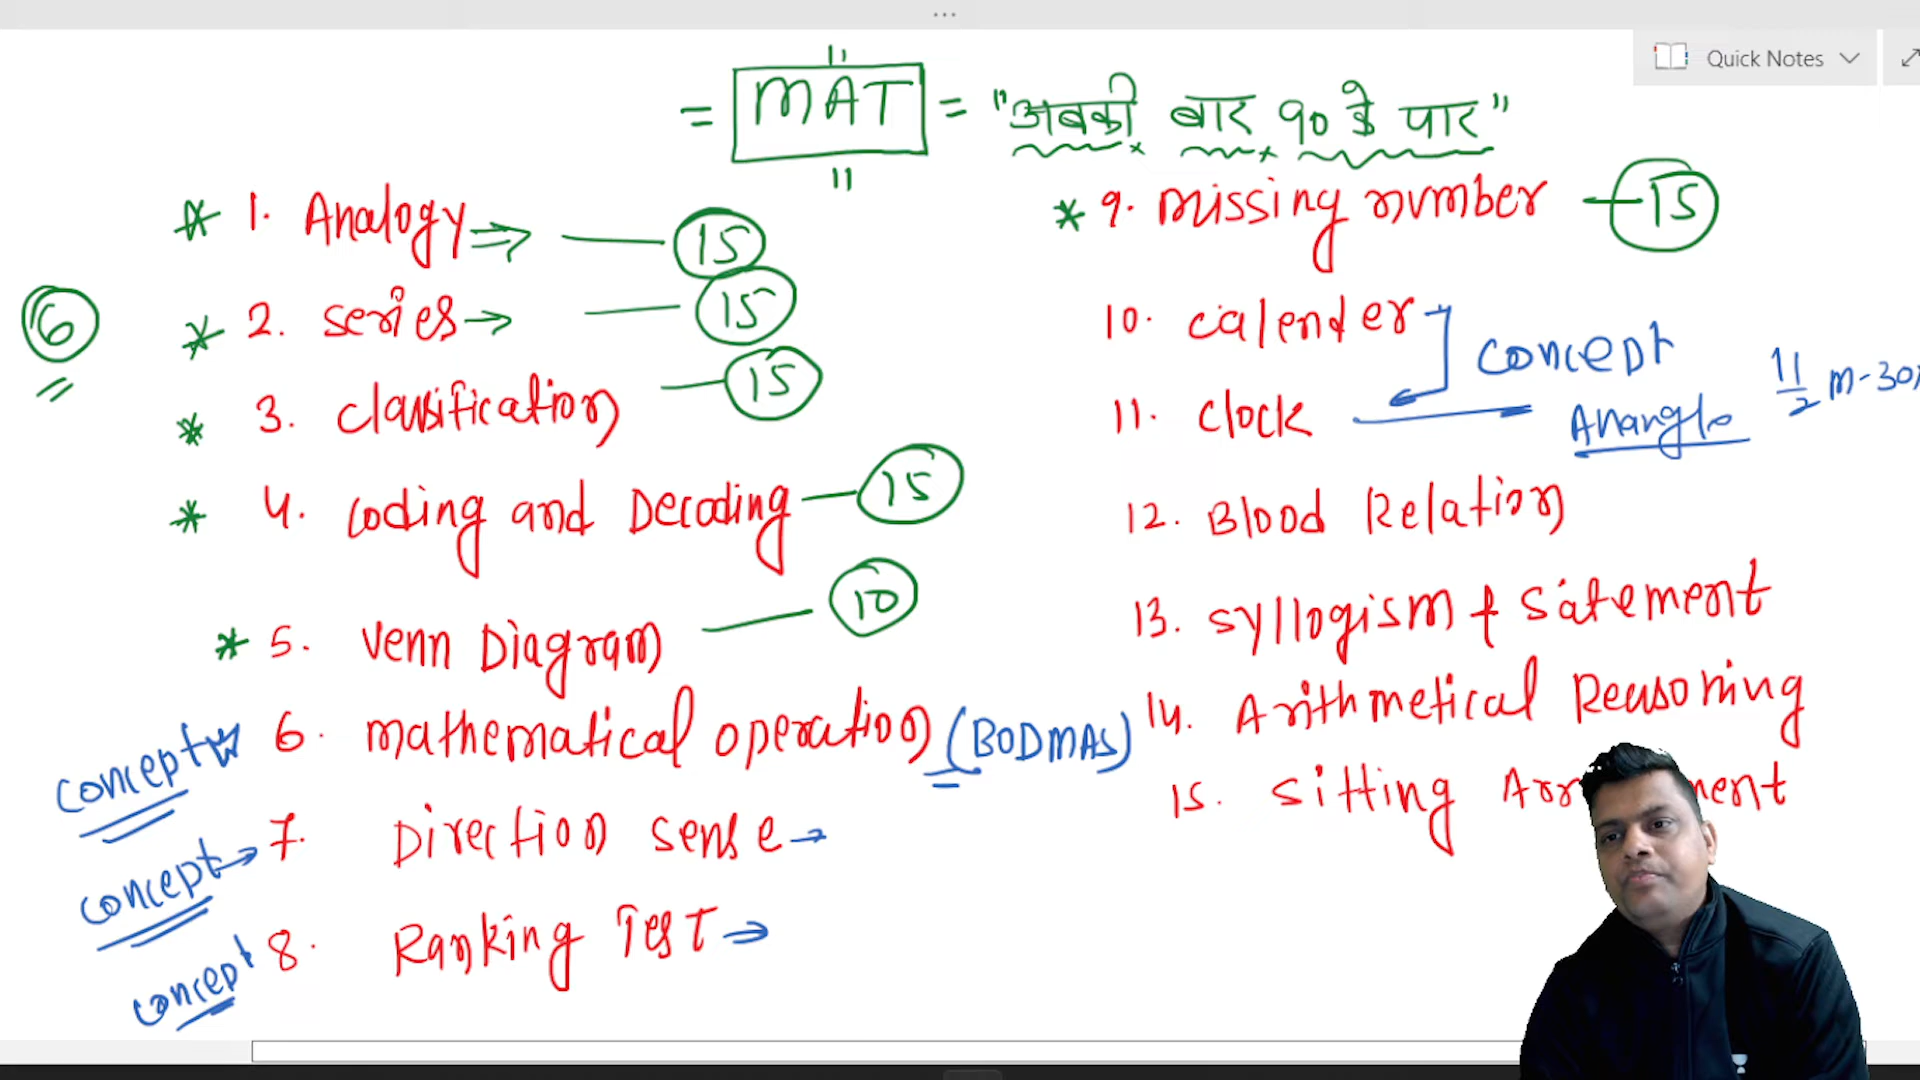 Quick Notes
= MAT = "अबकी बार 90 के पार"
* 1. Analogy ⇒ — 15
6
* 2. series → — 15
* 3. classification — 15
* 4. coding and Decoding — 15
* 5. Venn Diagram — 10
concept 6. mathematical operation (BODMAS)
concept → 7. Direction sense →
concept 8. Ranking Test →
* 9. missing number — 15
10. calender
concept
11. clock
Anangle 11/2 m-30
12. Blood Relation
13. syllogism + satement
14. Arithmetical Reasoning
15. sitting